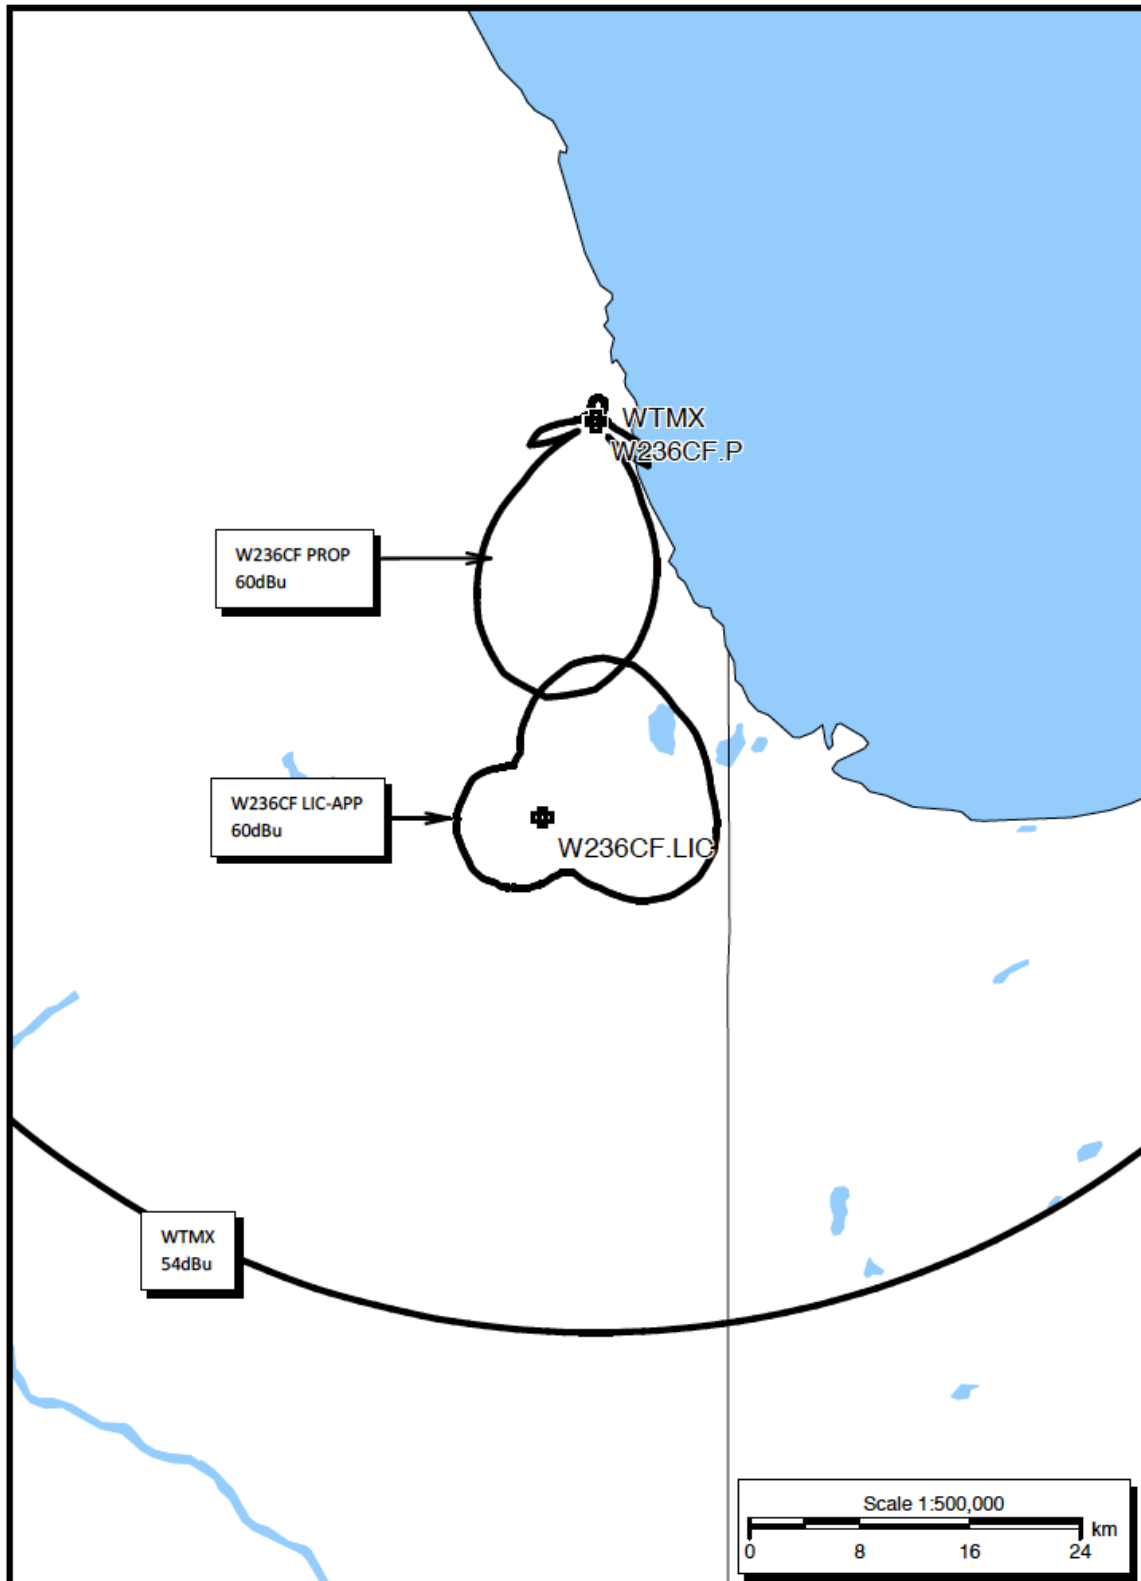 WTMX
W236CF.P
W236CF PROP
60dBu
W236CF LIC-APP
60dBu
W236CF.LIC
WTMX
54dBu
Scale 1:500,000
km
0 8 16 24